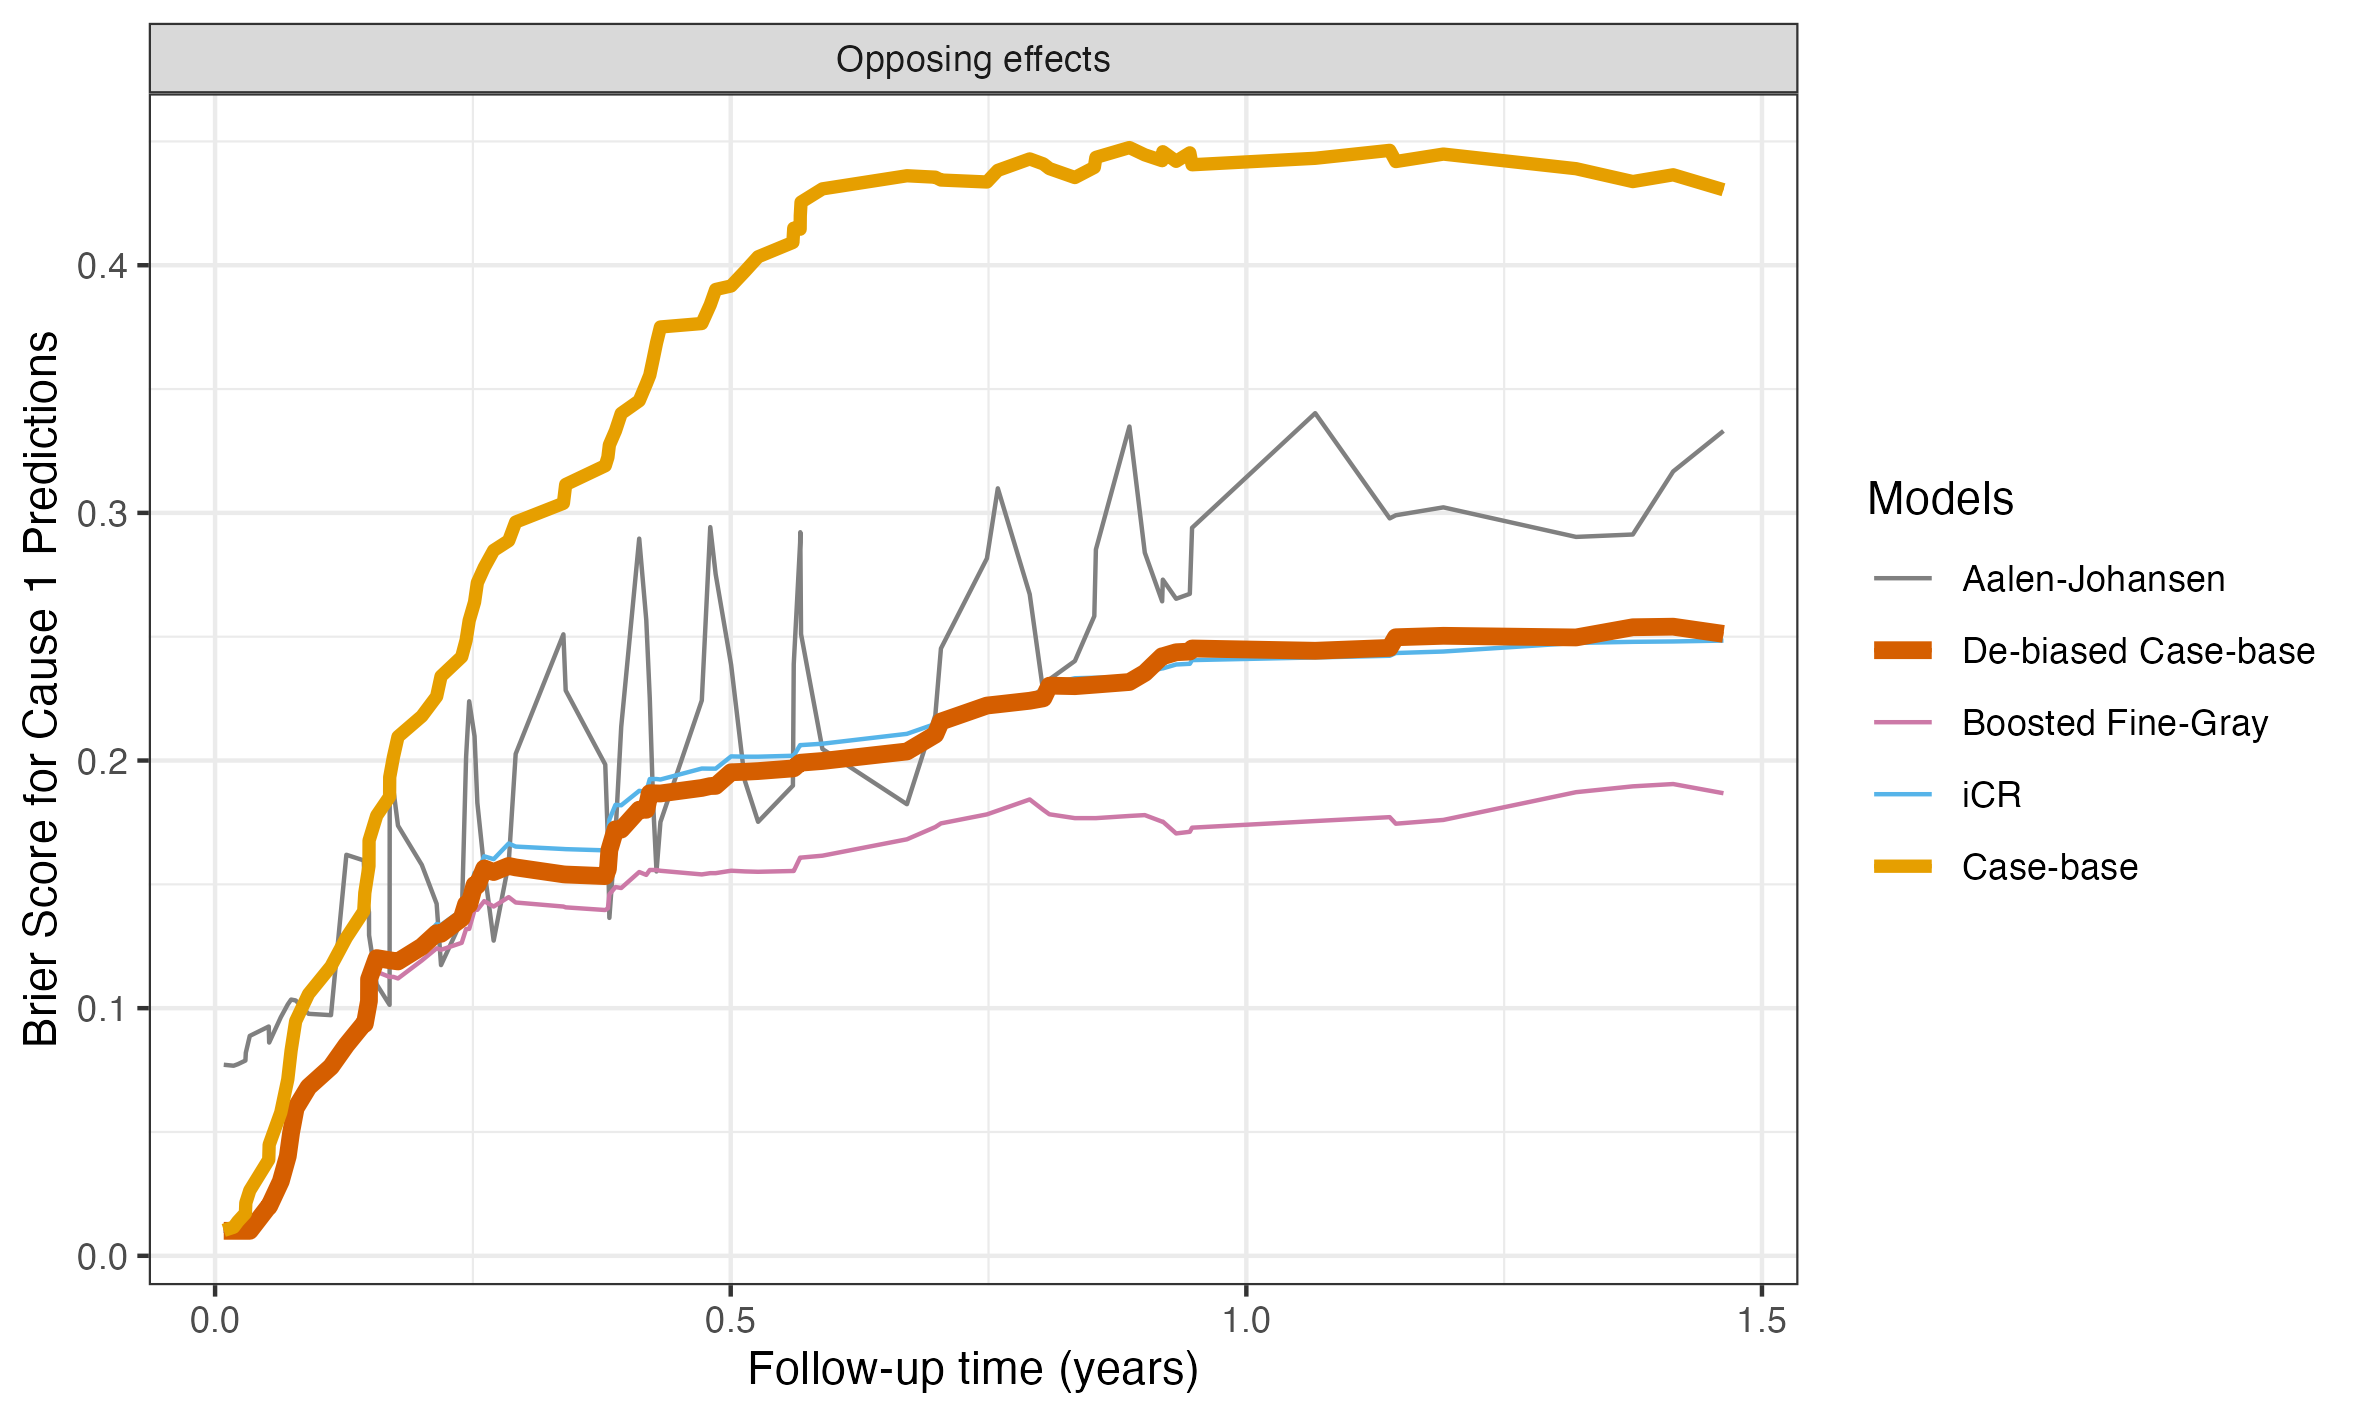 Opposing effects
Brier Score for Cause 1 Predictions
0.4
0.3
0.2
0.1
0.0
0.0
0.5
1.0
1.5
Follow-up time (years)
Models
Aalen-Johansen
De-biased Case-base
Boosted Fine-Gray
iCR
Case-base